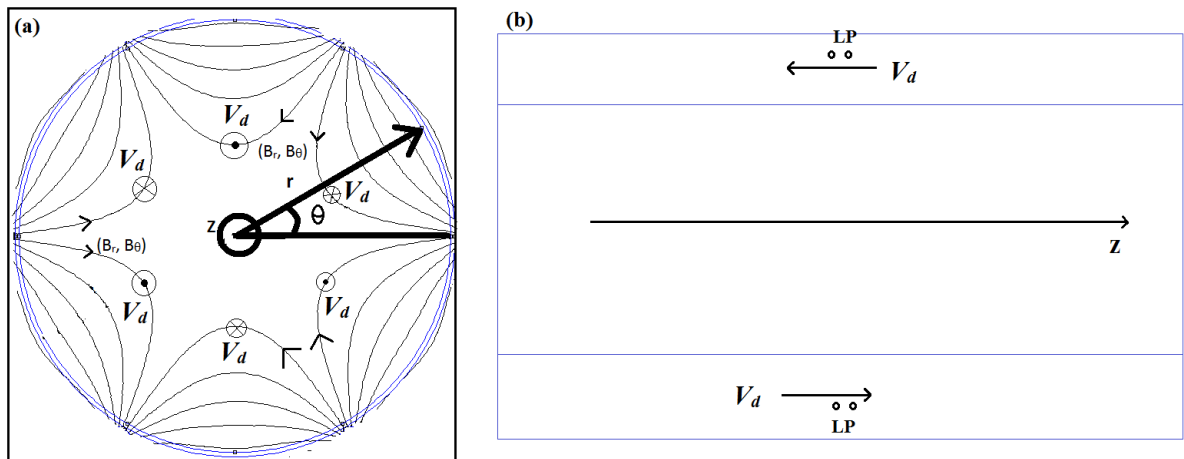 (a)
V_d
V_d
(B_r, B_θ)
r
V_d
z
θ
(B_r, B_θ)
V_d
V_d
V_d
(b)
LP
V_d
z
V_d
LP